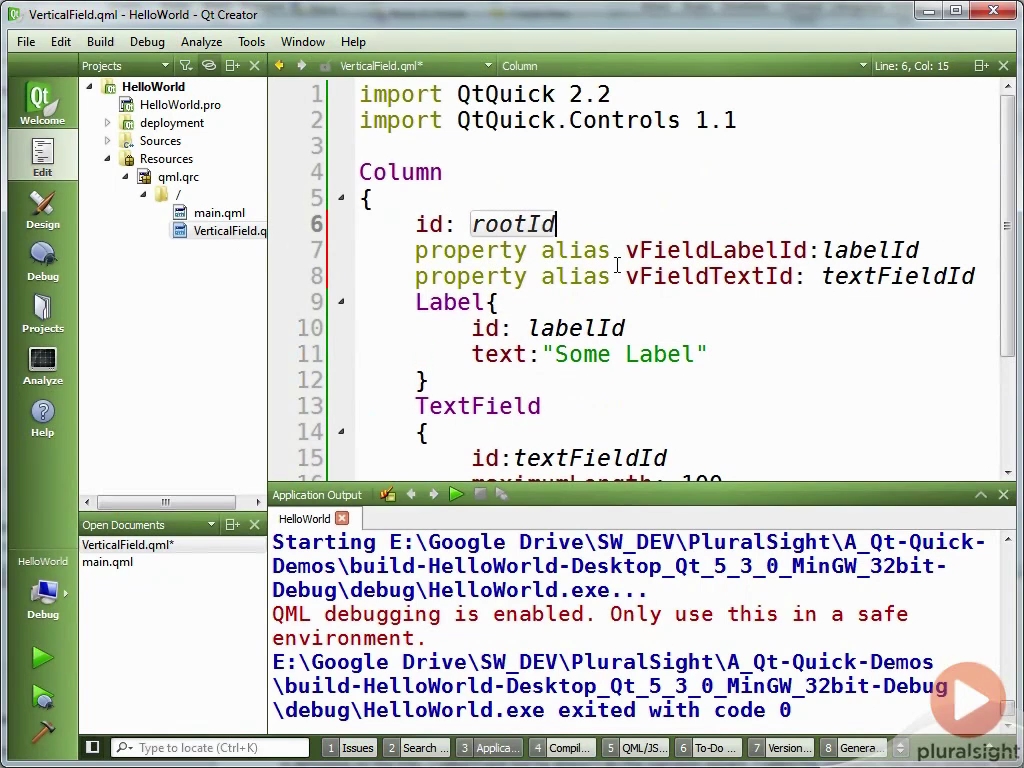 VerticalField.qml - HelloWorld - Qt Creator
File Edit Build Debug Analyze Tools Window Help
Projects VerticalField.qml* Column Line: 6, Col: 15
Qt
Welcome
Edit
Design
Debug
Projects
Analyze
Help
HelloWorld
Debug
HelloWorld
HelloWorld.pro
deployment
Sources
Resources
qml.qrc
/
main.qml
VerticalField.q
Open Documents
VerticalField.qml*
main.qml
1 import QtQuick 2.2
2 import QtQuick.Controls 1.1
3
4 Column
5 {
6 id: rootId
7 property alias vFieldLabelId:labelId
8 property alias vFieldTextId: textFieldId
9 Label{
10 id: labelId
11 text:"Some Label"
12 }
13 TextField
14 {
15 id:textFieldId
16 maximumLength: 100
Application Output
HelloWorld
Starting E:\Google Drive\SW_DEV\PluralSight\A_Qt-Quick-
Demos\build-HelloWorld-Desktop_Qt_5_3_0_MinGW_32bit-
Debug\debug\HelloWorld.exe...
QML debugging is enabled. Only use this in a safe
environment.
E:\Google Drive\SW_DEV\PluralSight\A_Qt-Quick-Demos
\build-HelloWorld-Desktop_Qt_5_3_0_MinGW_32bit-Debug
\debug\HelloWorld.exe exited with code 0
Type to locate (Ctrl+K) 1 Issues 2 Search ... 3 Applica... 4 Compil... 5 QML/JS... 6 To-Do ... 7 Version... 8 Genera...
pluralsight